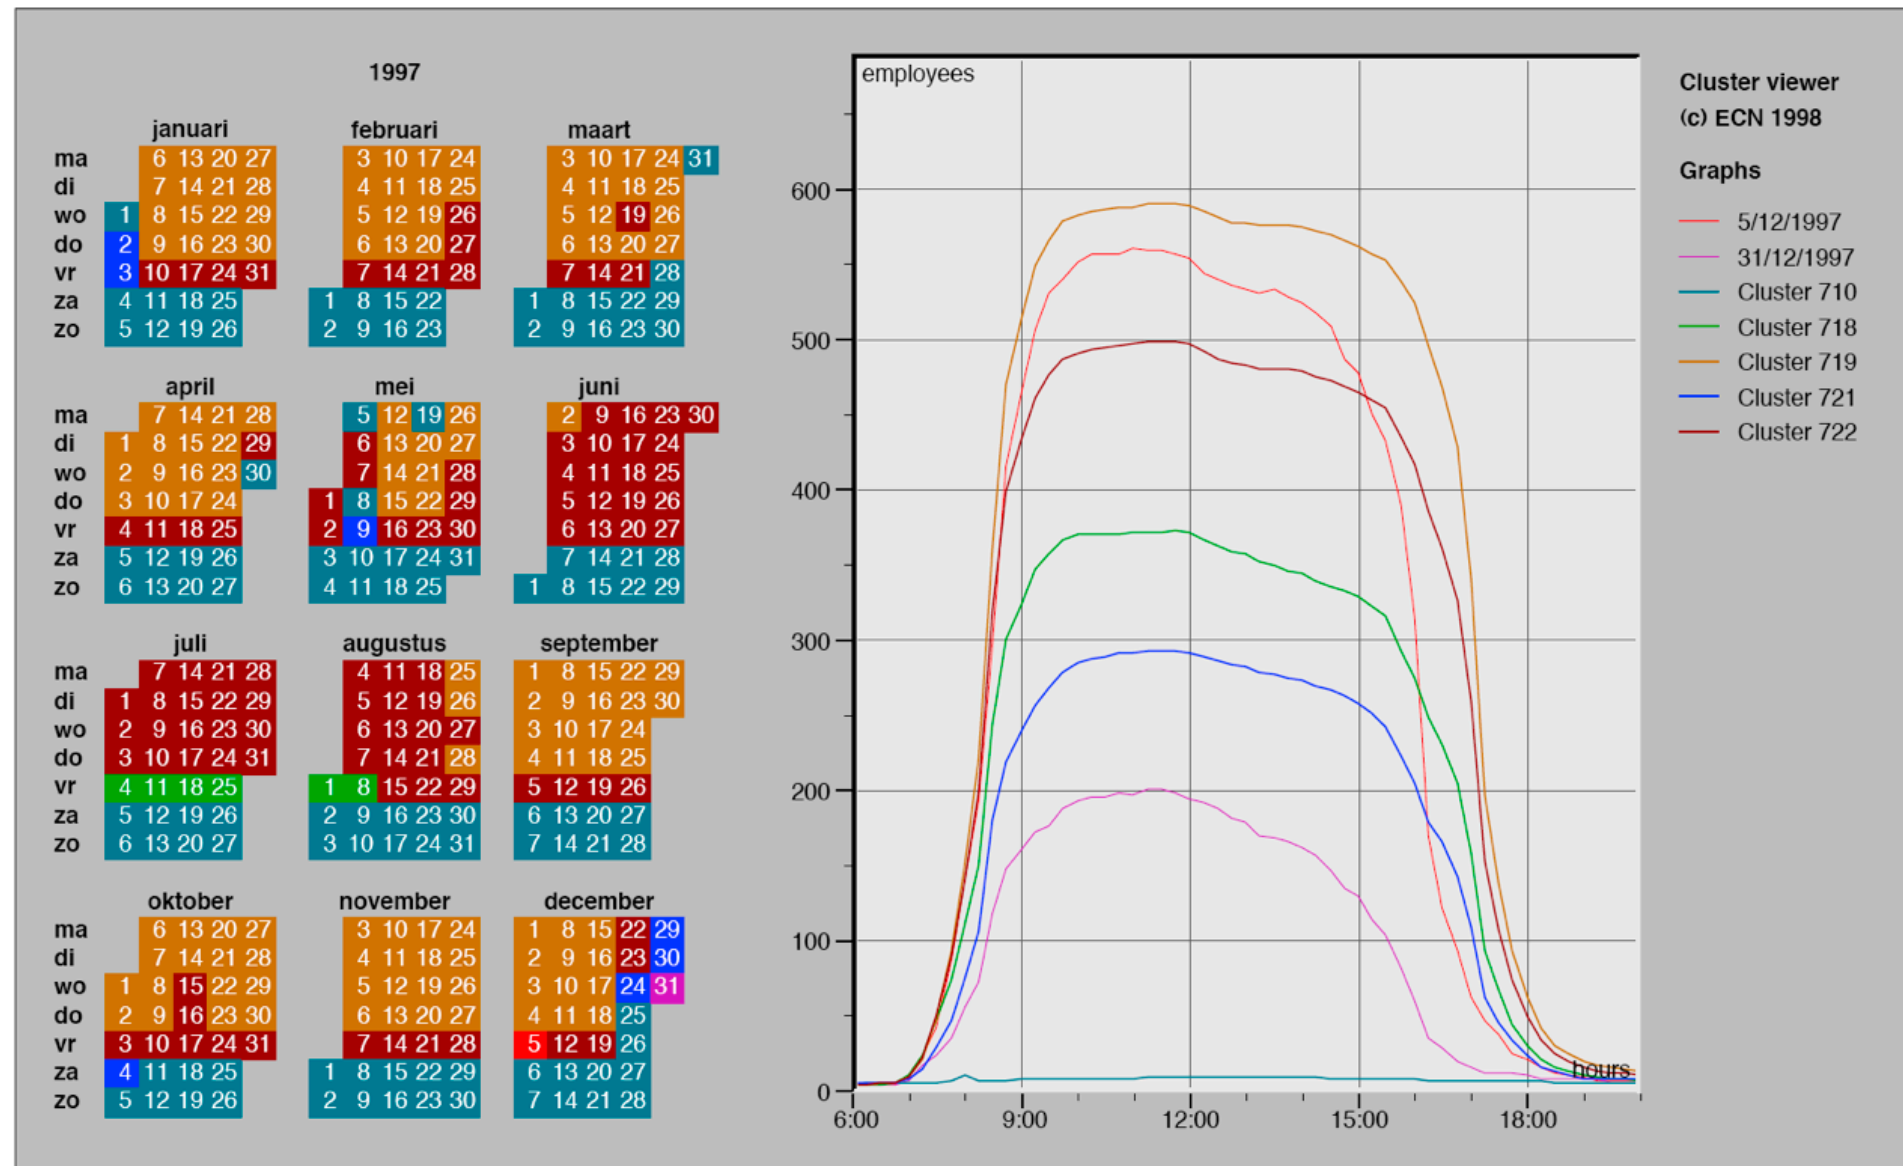 1997
januari februari maart
ma 6 13 20 27 3 10 17 24 3 10 17 24 31
di 7 14 21 28 4 11 18 25 4 11 18 25
wo 1 8 15 22 29 5 12 19 26 5 12 19 26
do 2 9 16 23 30 6 13 20 27 6 13 20 27
vr 3 10 17 24 31 7 14 21 28 7 14 21 28
za 4 11 18 25 1 8 15 22 1 8 15 22 29
zo 5 12 19 26 2 9 16 23 2 9 16 23 30
april mei juni
ma 7 14 21 28 5 12 19 26 2 9 16 23 30
di 1 8 15 22 29 6 13 20 27 3 10 17 24
wo 2 9 16 23 30 7 14 21 28 4 11 18 25
do 3 10 17 24 1 8 15 22 29 5 12 19 26
vr 4 11 18 25 2 9 16 23 30 6 13 20 27
za 5 12 19 26 3 10 17 24 31 7 14 21 28
zo 6 13 20 27 4 11 18 25 1 8 15 22 29
juli augustus september
ma 7 14 21 28 4 11 18 25 1 8 15 22 29
di 1 8 15 22 29 5 12 19 26 2 9 16 23 30
wo 2 9 16 23 30 6 13 20 27 3 10 17 24
do 3 10 17 24 31 7 14 21 28 4 11 18 25
vr 4 11 18 25 1 8 15 22 29 5 12 19 26
za 5 12 19 26 2 9 16 23 30 6 13 20 27
zo 6 13 20 27 3 10 17 24 31 7 14 21 28
oktober november december
ma 6 13 20 27 3 10 17 24 1 8 15 22 29
di 7 14 21 28 4 11 18 25 2 9 16 23 30
wo 1 8 15 22 29 5 12 19 26 3 10 17 24 31
do 2 9 16 23 30 6 13 20 27 4 11 18 25
vr 3 10 17 24 31 7 14 21 28 5 12 19 26
za 4 11 18 25 1 8 15 22 29 6 13 20 27
zo 5 12 19 26 2 9 16 23 30 7 14 21 28
employees
600
500
400
300
200
100
0
6:00 9:00 12:00 15:00 18:00
hours
Cluster viewer
(c) ECN 1998
Graphs
5/12/1997
31/12/1997
Cluster 710
Cluster 718
Cluster 719
Cluster 721
Cluster 722